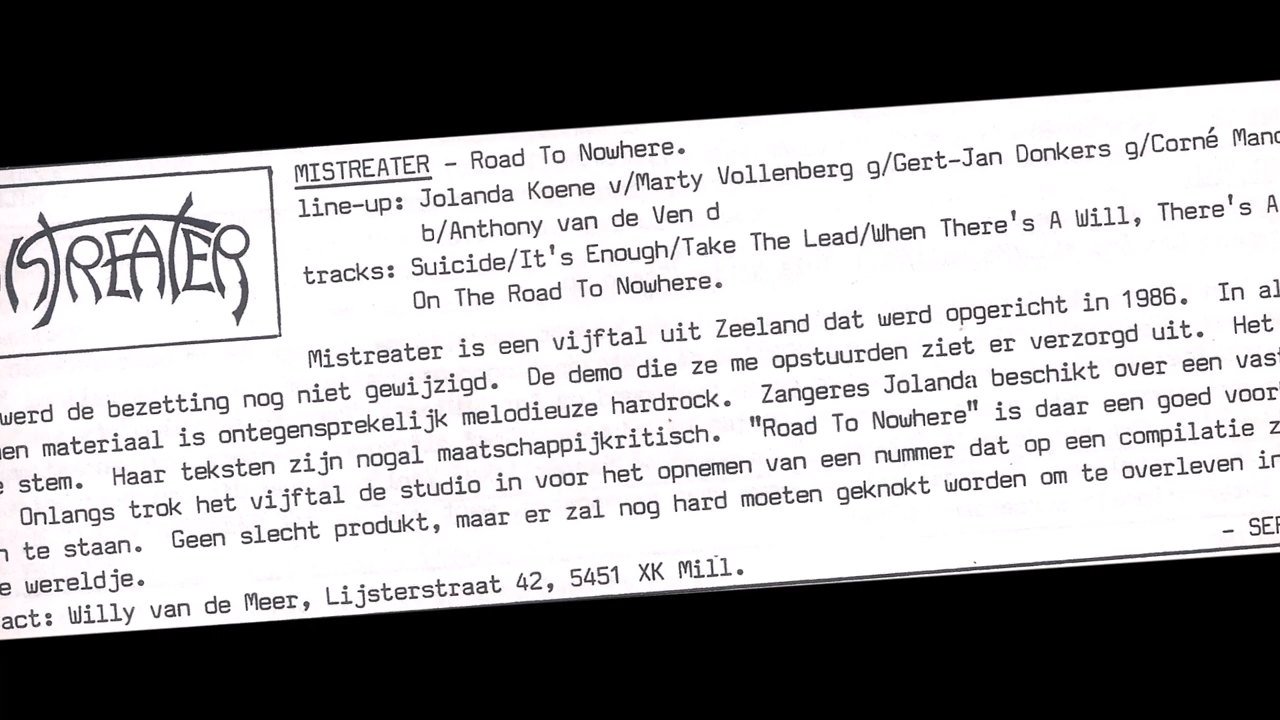 MISTREATER
MISTREATER - Road To Nowhere.
line-up: Jolanda Koene v/Marty Vollenberg g/Gert-Jan Donkers g/Corné
b/Anthony van de Ven d
tracks: Suicide/It's Enough/Take The Lead/When There's A Will, There's A
On The Road To Nowhere.
Mistreater is een vijftal uit Zeeland dat werd opgericht in 1986. In
werd de bezetting nog niet gewijzigd. De demo die ze me opstuurden ziet er verzorgd uit. Het
materiaal is ontegensprekelijk melodieuze hardrock. Zangeres Jolanda beschikt over een
stem. Haar teksten zijn nogal maatschappijkritisch. "Road To Nowhere" is daar een goed
Onlangs trok het vijftal de studio in voor het opnemen van een nummer dat op een compilatie
te staan. Geen slecht produkt, maar er zal nog hard moeten geknokt worden om te overleven
wereldje.
- 
act: Willy van de Meer, Lijsterstraat 42, 5451 XK Mill.